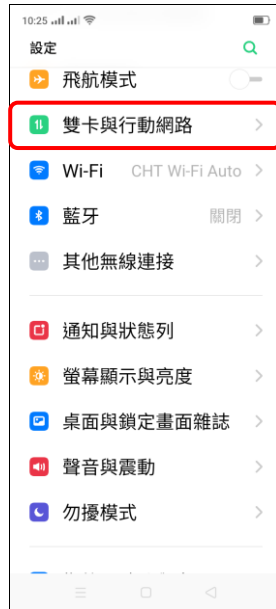 10:25
設定
飛航模式
雙卡與行動網路
Wi-Fi CHT Wi-Fi Auto
藍牙 關閉
其他無線連接
通知與狀態列
螢幕顯示與亮度
桌面與鎖定畫面雜誌
聲音與震動
勿擾模式